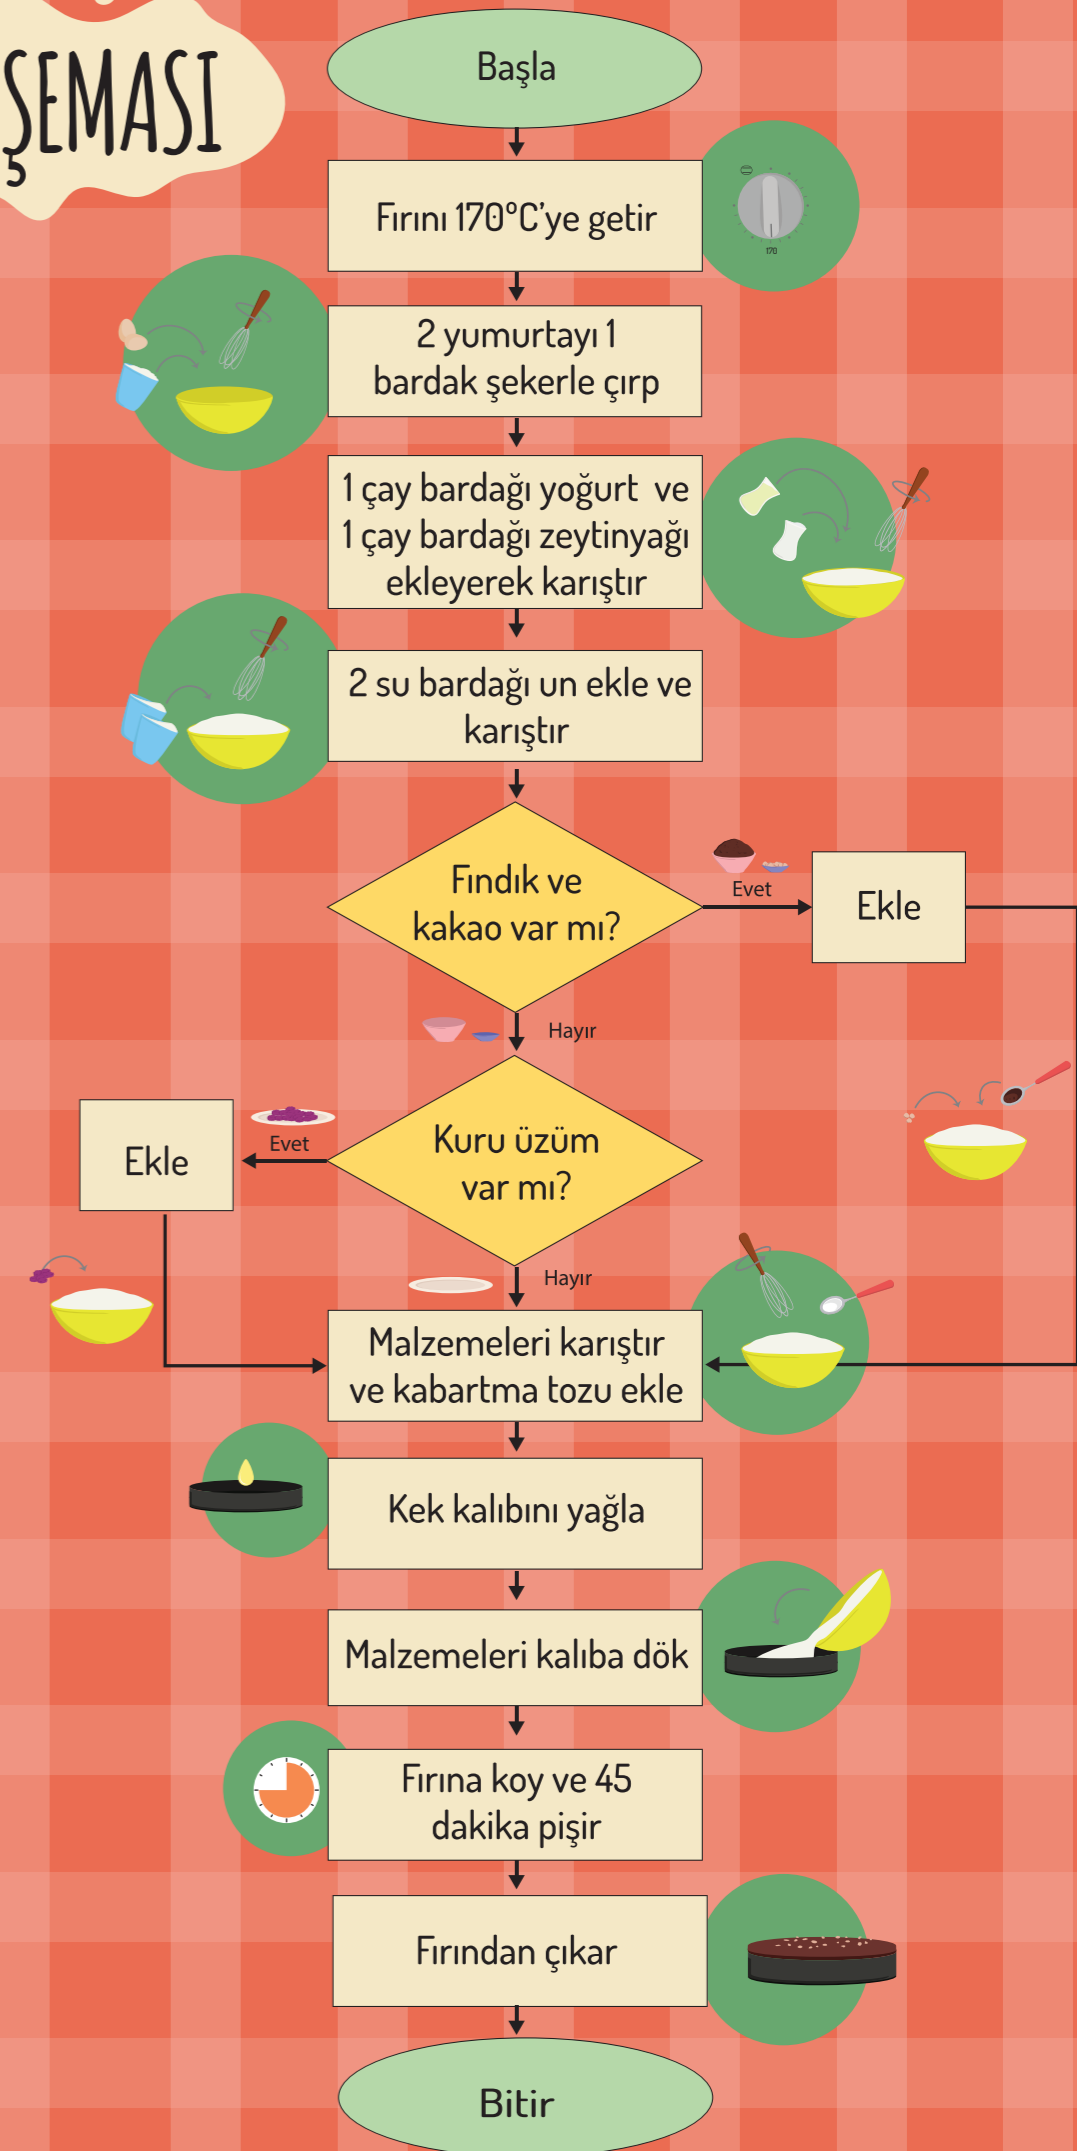 ŞEMASI
Başla
Fırını 170°C'ye getir
170
2 yumurtayı 1
bardak şekerle çırp
1 çay bardağı yoğurt ve
1 çay bardağı zeytinyağı
ekleyerek karıştır
2 su bardağı un ekle ve
karıştır
Fındık ve
kakao var mı?
Evet
Ekle
Hayır
Kuru üzüm
var mı?
Evet
Ekle
Hayır
Malzemeleri karıştır
ve kabartma tozu ekle
Kek kalıbını yağla
Malzemeleri kalıba dök
Fırına koy ve 45
dakika pişir
Fırından çıkar
Bitir